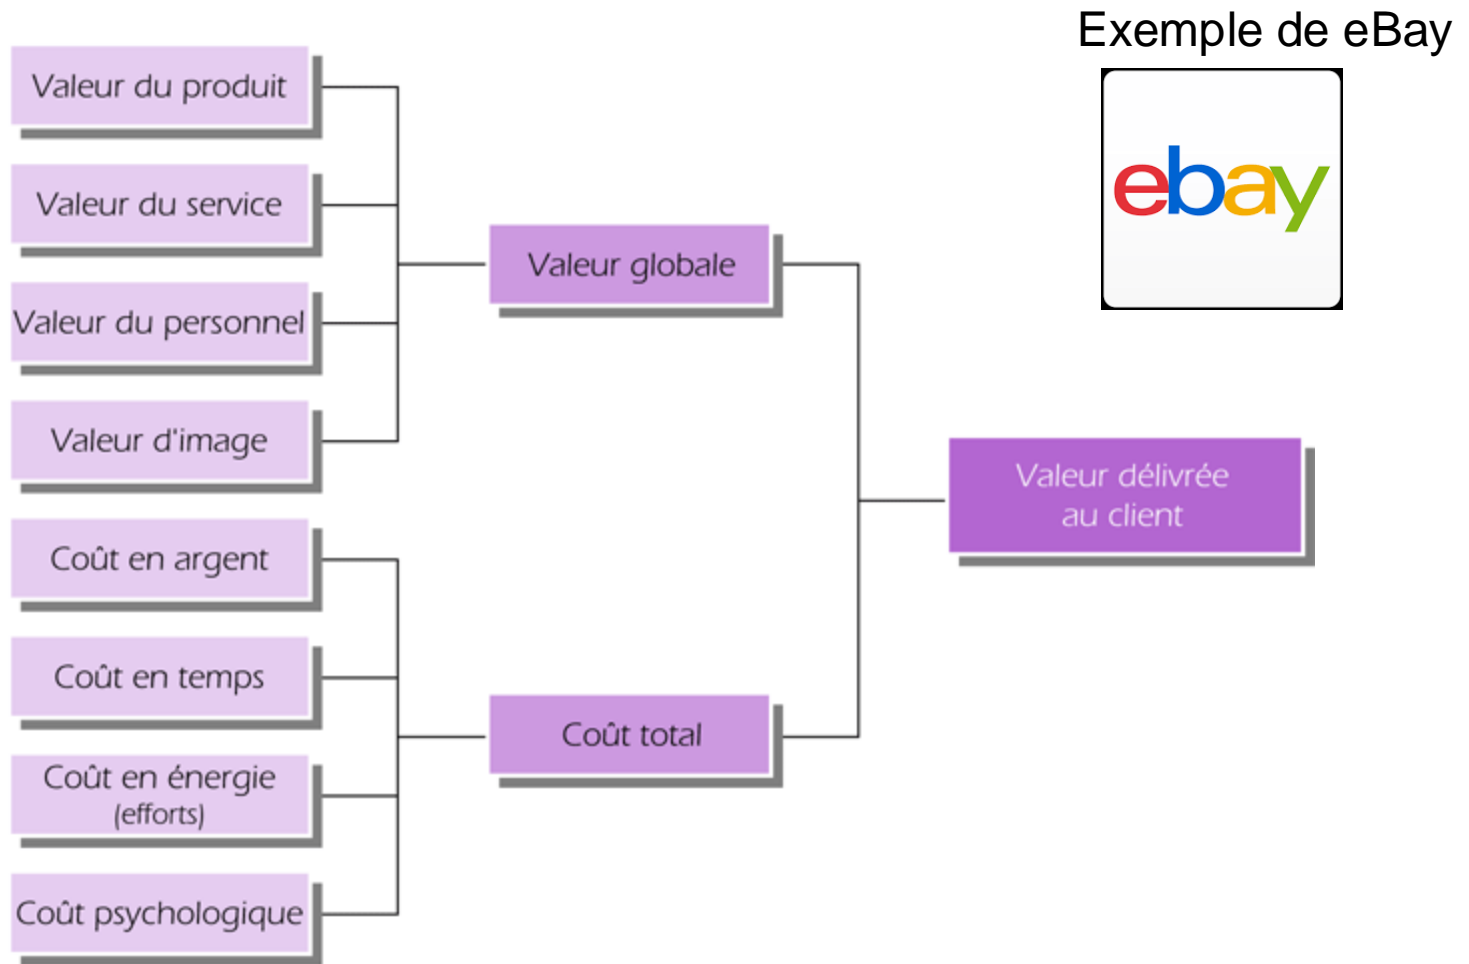 Exemple de eBay
ebay
Valeur du produit
Valeur du service
Valeur du personnel
Valeur d'image
Valeur globale
Coût en argent
Coût en temps
Coût en énergie
(efforts)
Coût psychologique
Coût total
Valeur délivrée
au client